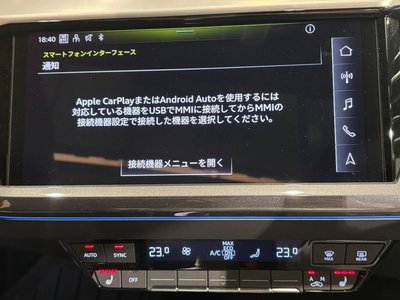 18:40
スマートフォンインターフェース
通知
Apple CarPlayまたはAndroid Autoを使用するには
対応している機器をUSBでMMIに接続してからMMIの
接続機器設定で接続した機器を選択してください。
接続機器メニューを開く
AUTO SYNC 23.0 A/C MAX ECO ON OFF 23.0 MAX REAR
A M